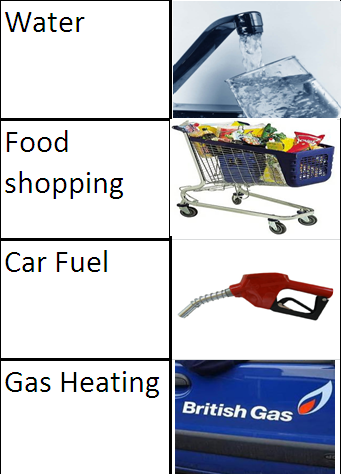 Water
Food
shopping
Car Fuel
Gas Heating
British Gas